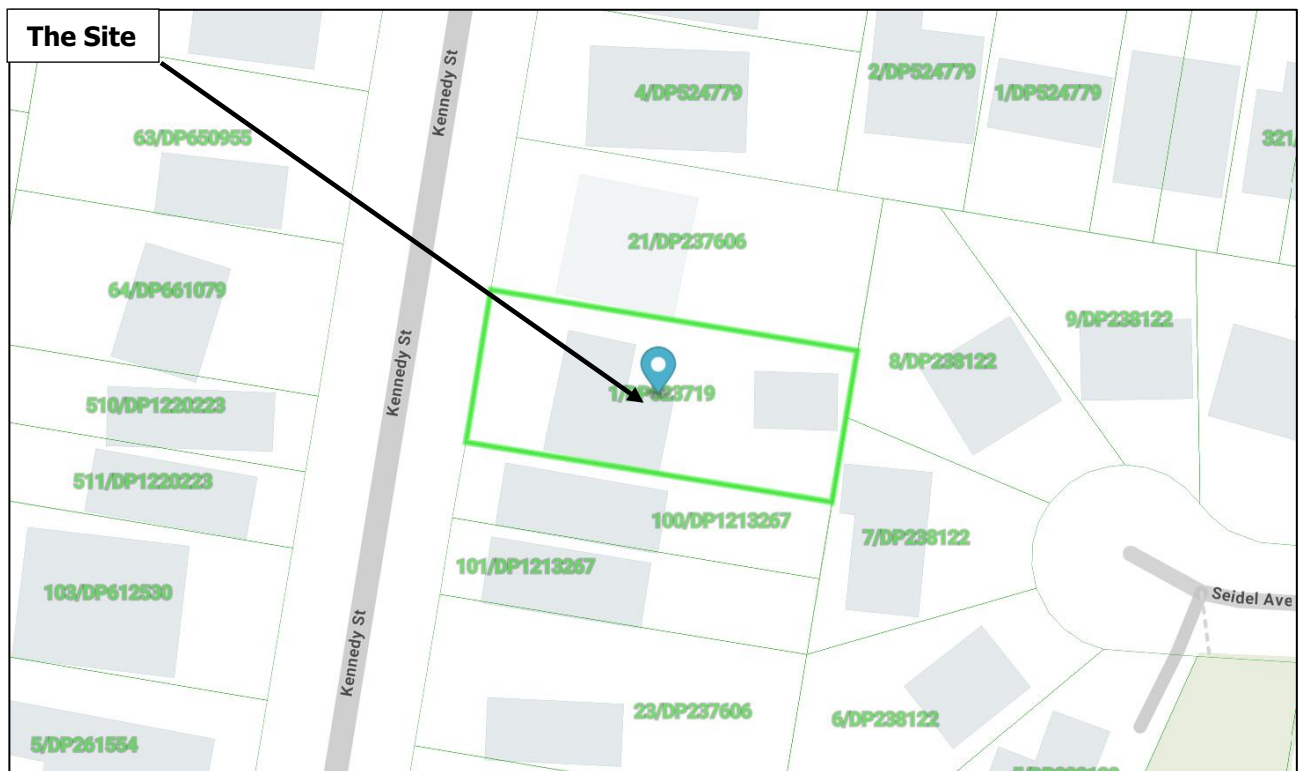 The Site
Kennedy St
4/DP524779
2/DP524779
1/DP524779
321/
63/DP650955
21/DP237606
64/DP661079
9/DP238122
8/DP238122
Kennedy St
510/DP1220223
511/DP1220223
100/DP1213267
7/DP238122
101/DP1213267
103/DP612530
Seidel Ave
Kennedy St
23/DP237606
6/DP238122
5/DP261554